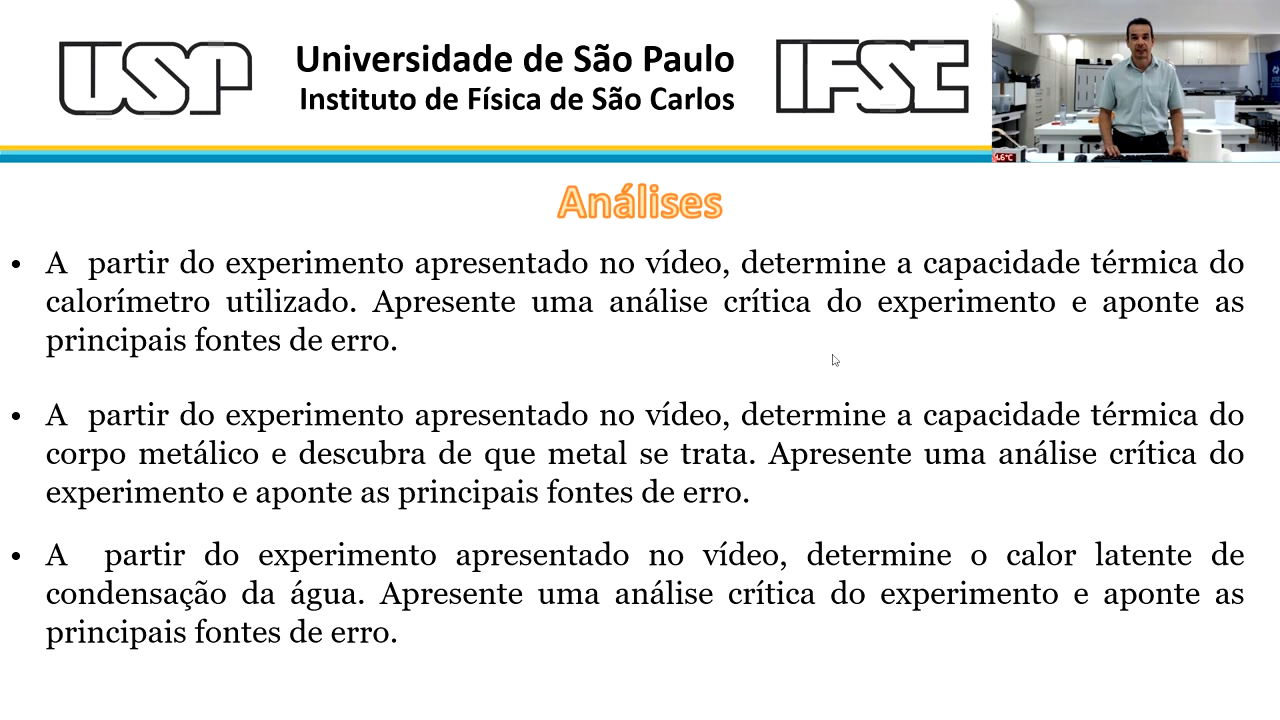 USP
Universidade de São Paulo
Instituto de Física de São Carlos
IFSC
Análises
• A partir do experimento apresentado no vídeo, determine a capacidade térmica do
calorímetro utilizado. Apresente uma análise crítica do experimento e aponte as
principais fontes de erro.
• A partir do experimento apresentado no vídeo, determine a capacidade térmica do
corpo metálico e descubra de que metal se trata. Apresente uma análise crítica do
experimento e aponte as principais fontes de erro.
• A partir do experimento apresentado no vídeo, determine o calor latente de
condensação da água. Apresente uma análise crítica do experimento e aponte as
principais fontes de erro.